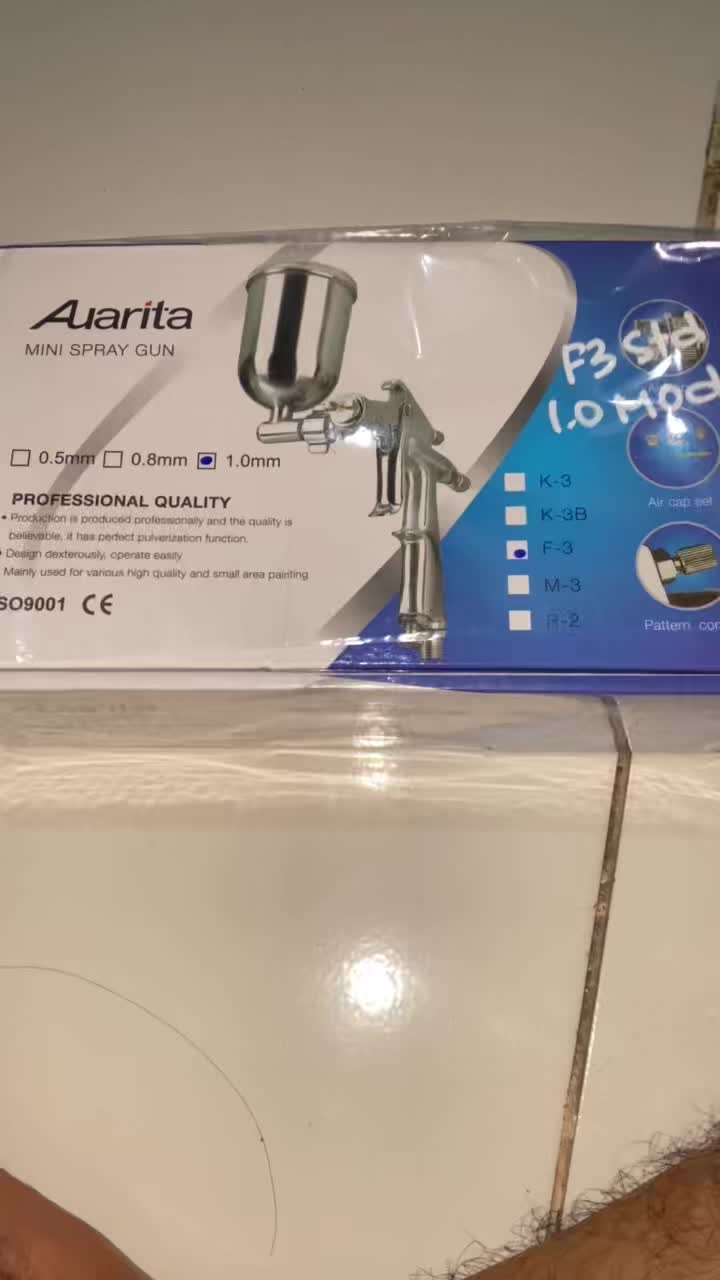 Auarita
MINI SPRAY GUN
F3 Std
1.0 Mod
0.5mm 0.8mm 1.0mm
PROFESSIONAL QUALITY
• Production is produced professionally and the quality is
believable, it has perfect pulverization function.
• Design dexterously, operate easily
Mainly used for various high quality and small area painting
SO9001 CE
K-3
K-3B
F-3
M-3
R-2
Air cap set
Pattern con